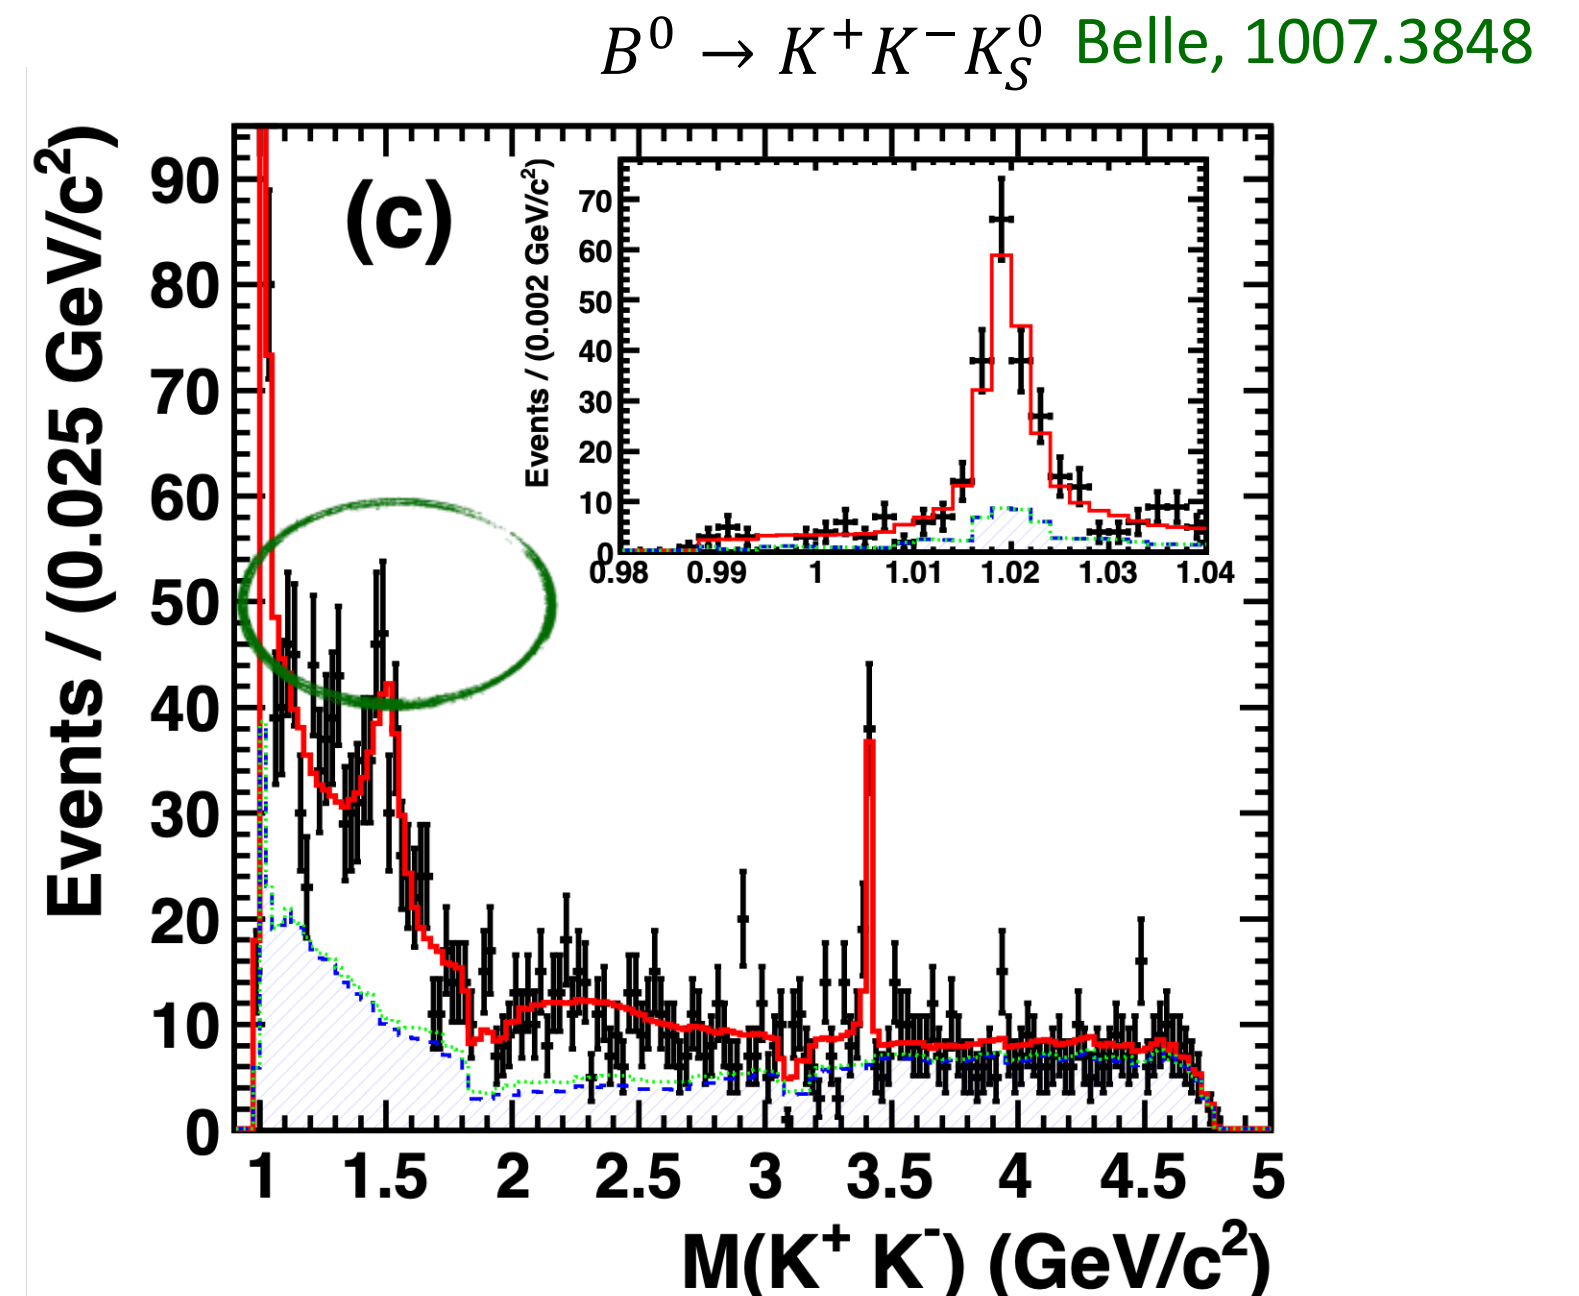 B⁰ → K⁺K⁻K⁰_S Belle, 1007.3848
Events / (0.025 GeV/c²)
90
80
70
60
50
40
30
20
10
0
(c)
Events / (0.002 GeV/c²)
70
60
50
40
30
20
10
0
0.98 0.99 1 1.01 1.02 1.03 1.04
1 1.5 2 2.5 3 3.5 4 4.5 5
M(K⁺ K⁻) (GeV/c²)